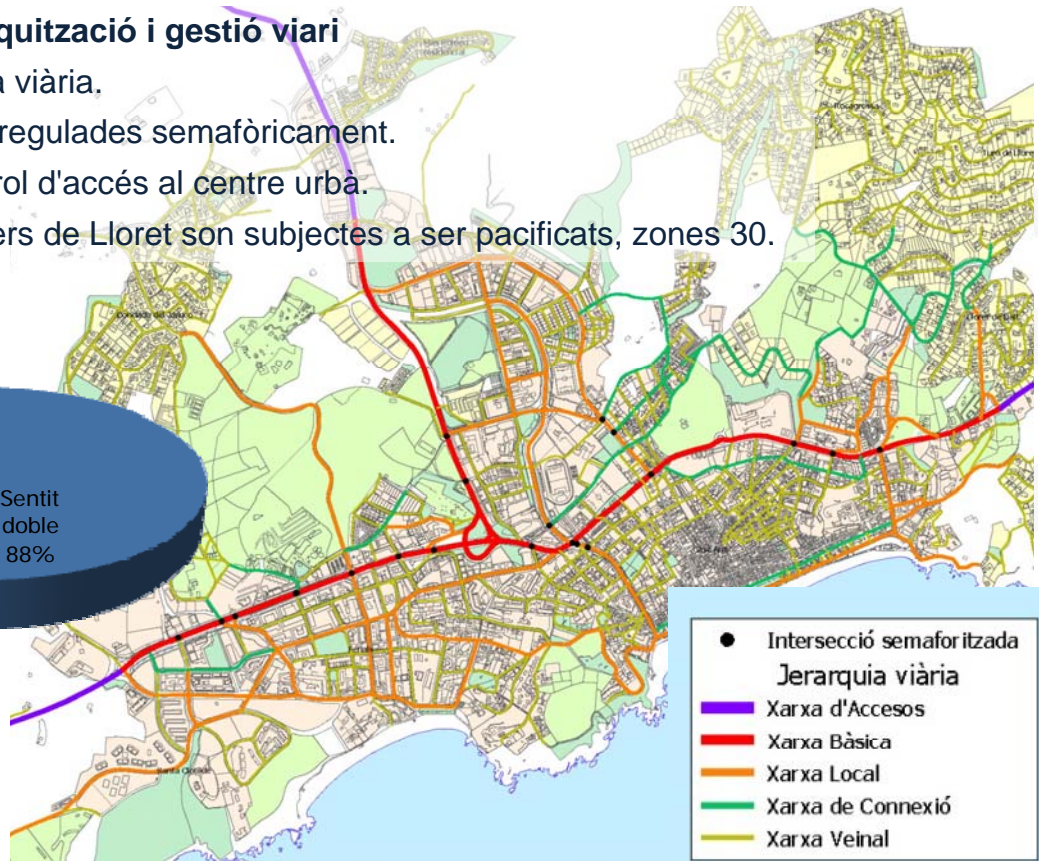 quització i gestió viari
a viària.
regulades semafòricament.
rol d'accés al centre urbà.
ers de Lloret son subjectes a ser pacificats, zones 30.
Sentit
doble
88%
Intersecció semaforitzada
Jerarquia viària
Xarxa d'Accesos
Xarxa Bàsica
Xarxa Local
Xarxa de Connexió
Xarxa Veinal